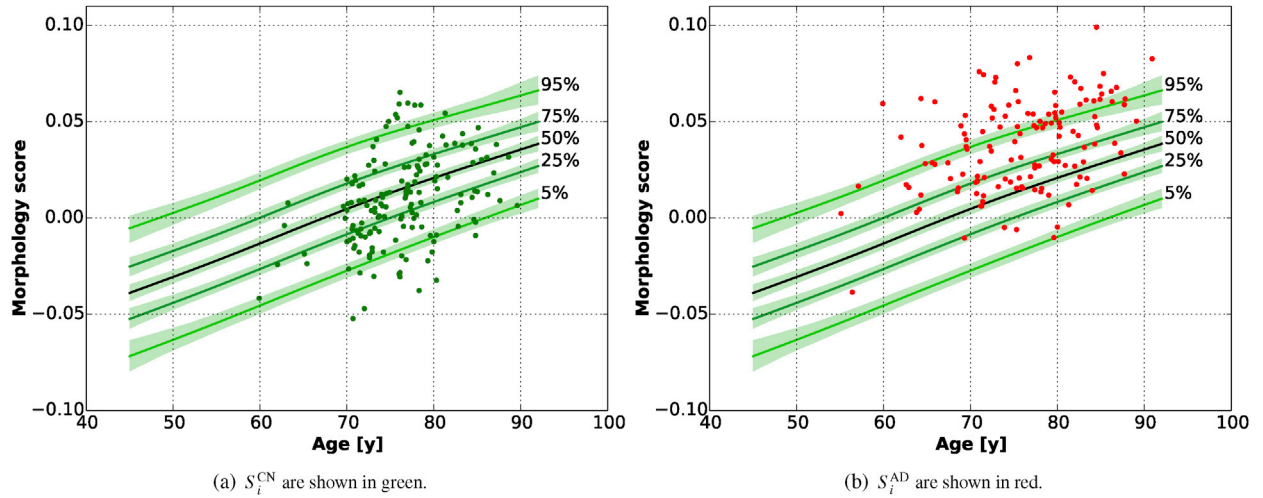 0.10
0.05
0.00
−0.05
−0.10
Morphology score
40 50 60 70 80 90 100
Age [y]
95%
75%
50%
25%
5%
(a) S_i^CN are shown in green.
0.10
0.05
0.00
−0.05
−0.10
Morphology score
40 50 60 70 80 90 100
Age [y]
95%
75%
50%
25%
5%
(b) S_i^AD are shown in red.